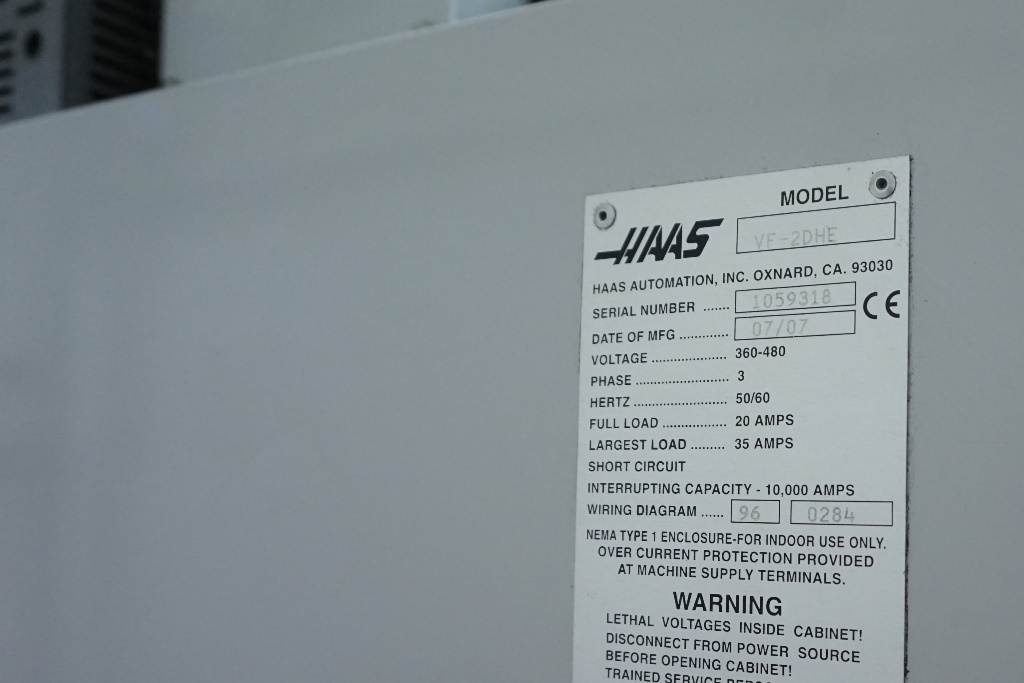 MODEL
HAAS VF-2DHE
HAAS AUTOMATION, INC. OXNARD, CA. 93030
SERIAL NUMBER ....... 1059318 CE
DATE OF MFG ............. 07/07
VOLTAGE .................... 360-480
PHASE ......................... 3
HERTZ ......................... 50/60
FULL LOAD ................. 20 AMPS
LARGEST LOAD ......... 35 AMPS
SHORT CIRCUIT
INTERRUPTING CAPACITY - 10,000 AMPS
WIRING DIAGRAM ...... 96 0284
NEMA TYPE 1 ENCLOSURE-FOR INDOOR USE ONLY.
OVER CURRENT PROTECTION PROVIDED
AT MACHINE SUPPLY TERMINALS.
WARNING
LETHAL VOLTAGES INSIDE CABINET!
DISCONNECT FROM POWER SOURCE
BEFORE OPENING CABINET!
TRAINED SERVICE